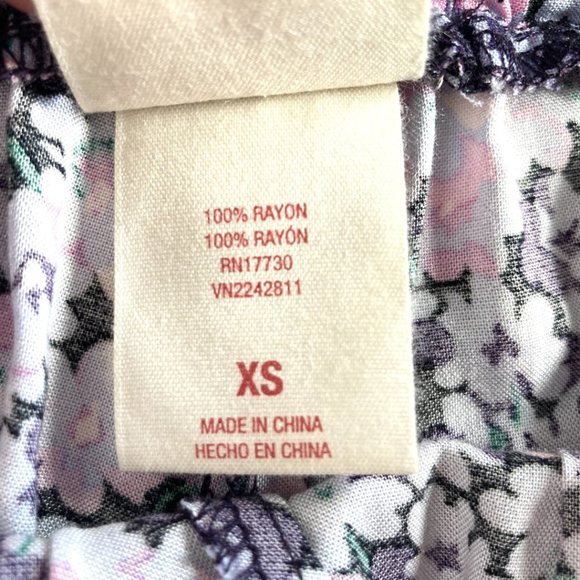 100% RAYON
100% RAYÓN
RN17730
VN2242811
XS
MADE IN CHINA
HECHO EN CHINA